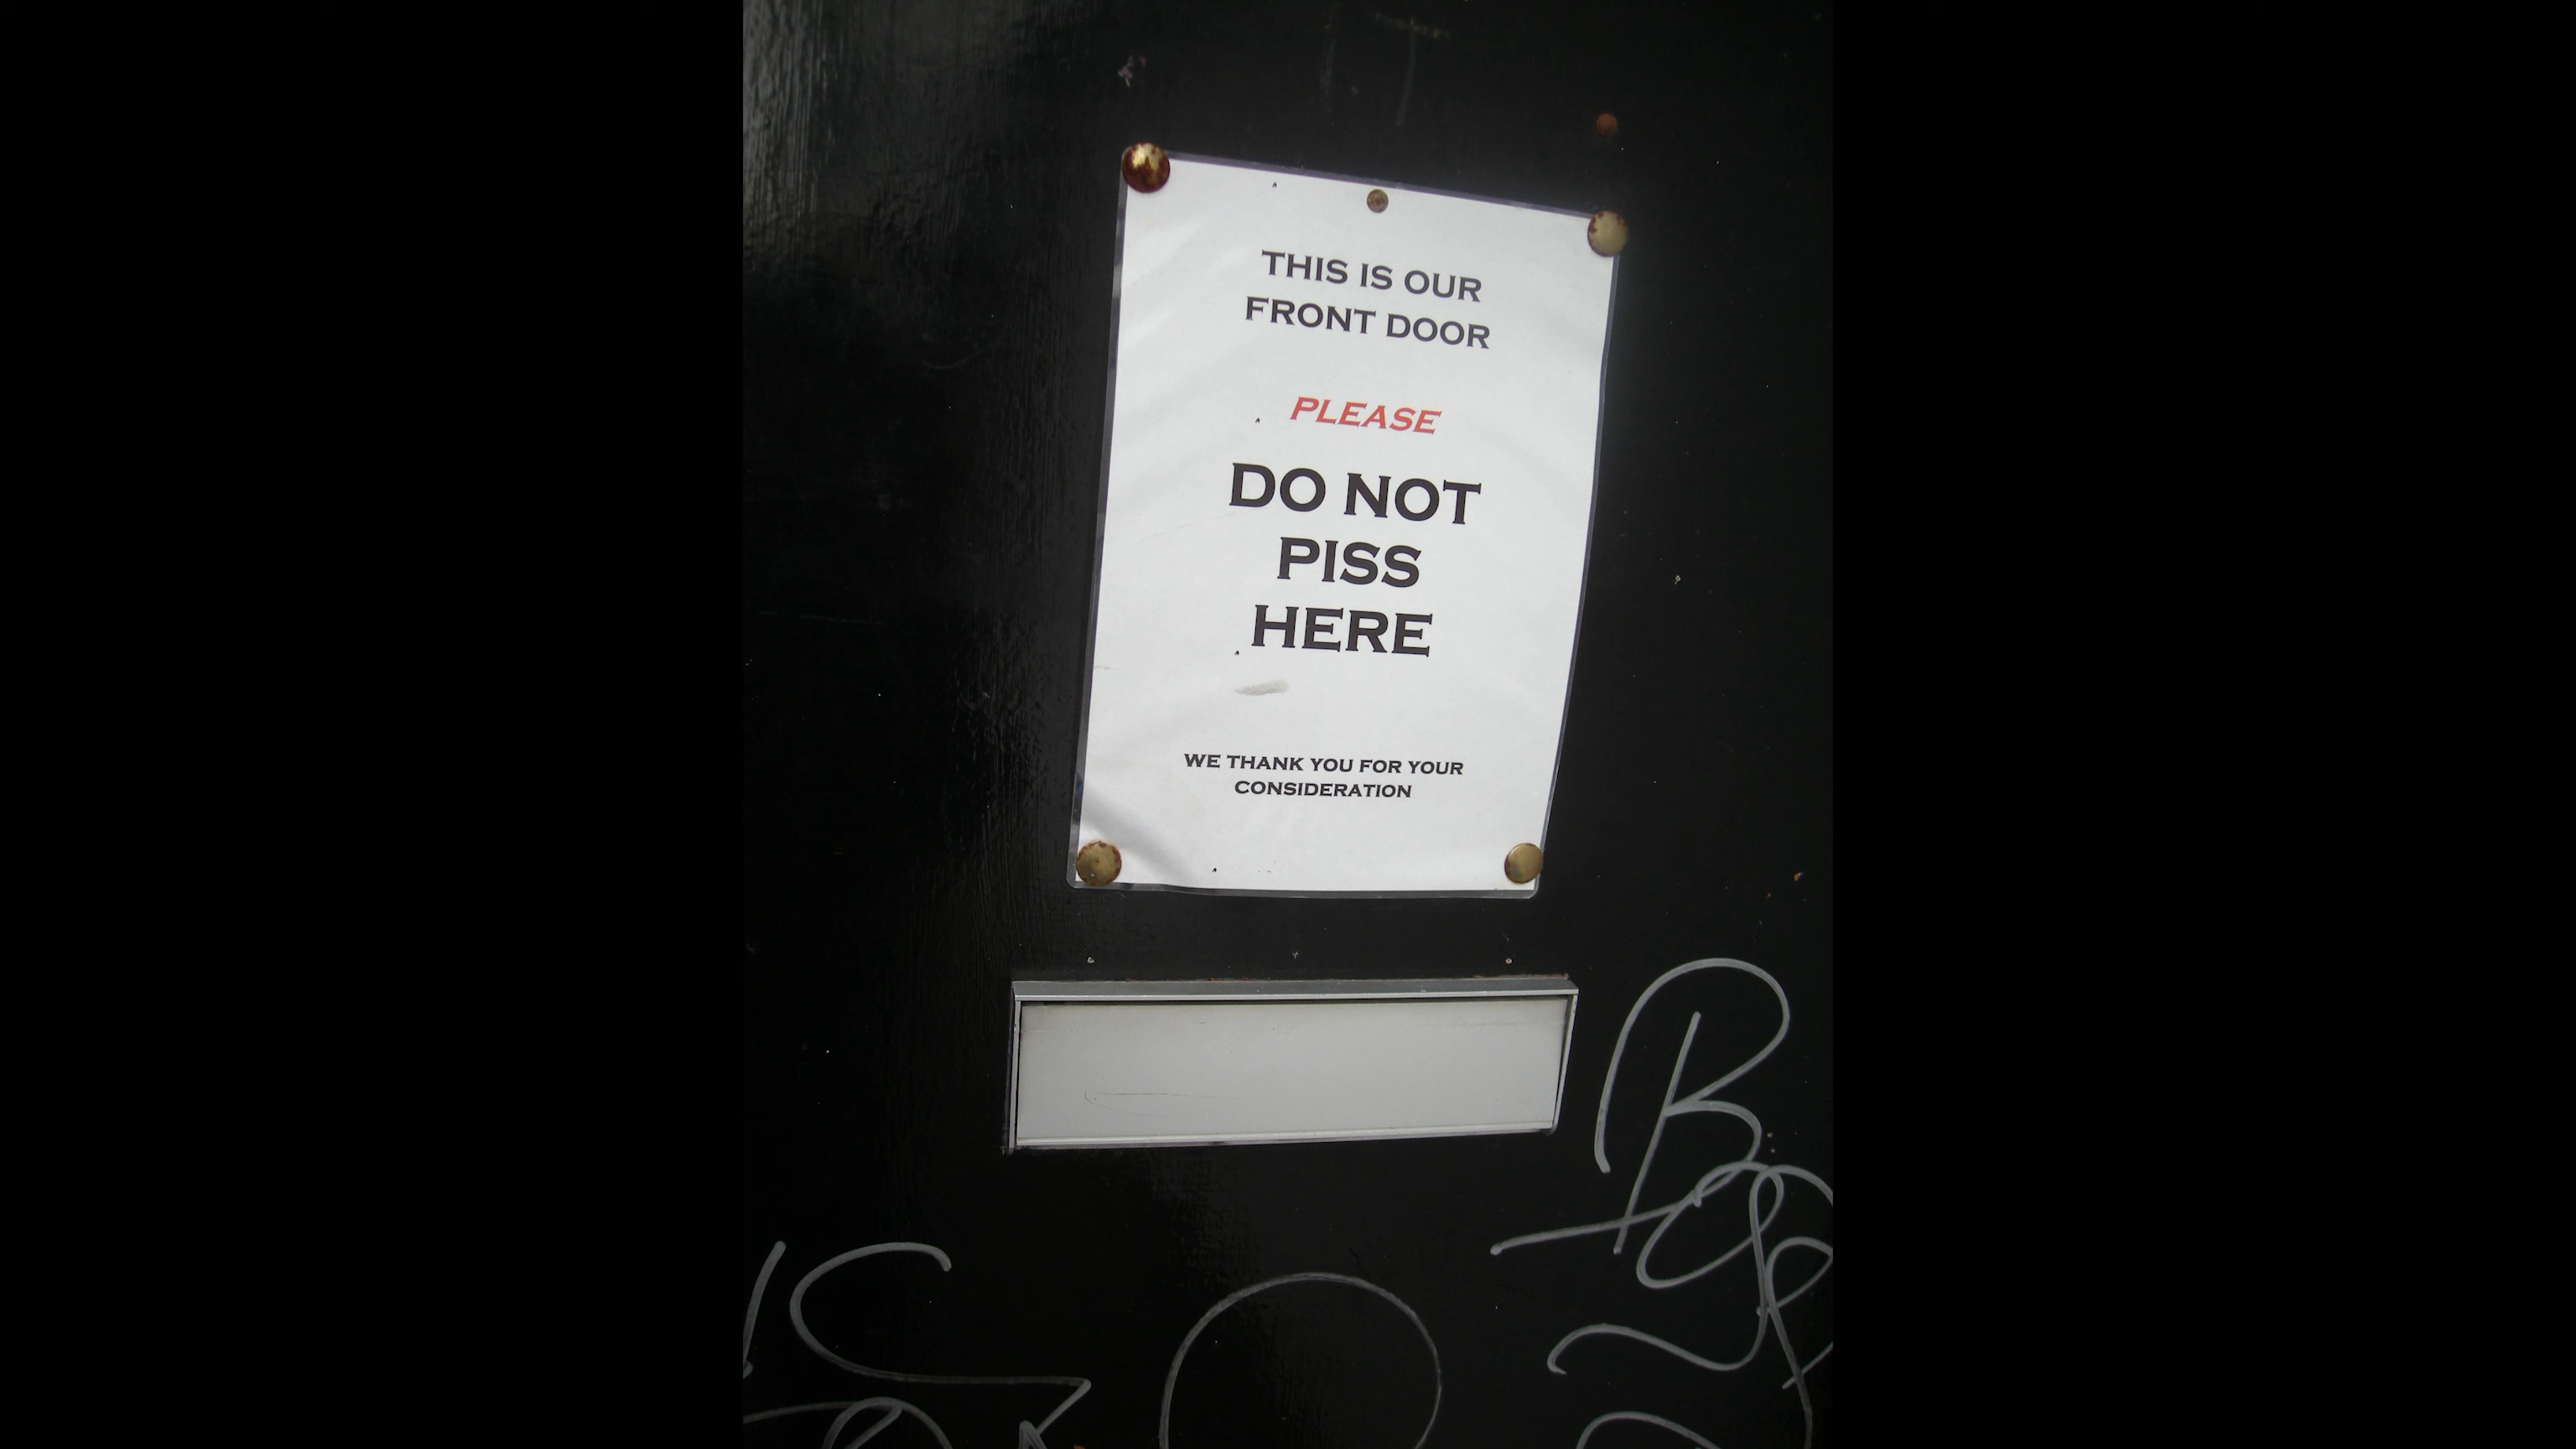 THIS IS OUR
FRONT DOOR
PLEASE
DO NOT
PISS
HERE
WE THANK YOU FOR YOUR
CONSIDERATION